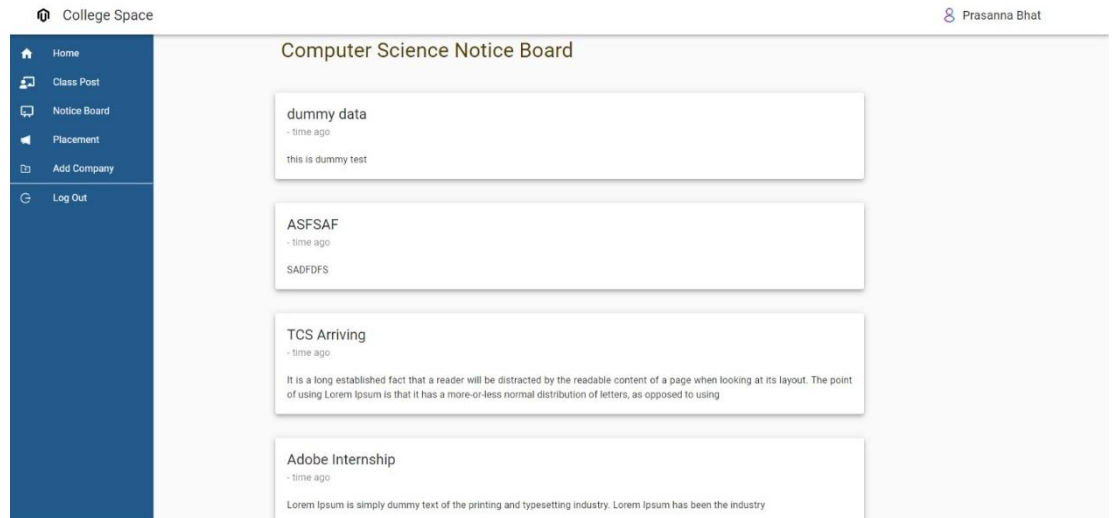 College Space
Prasanna Bhat
Home
Class Post
Notice Board
Placement
Add Company
Log Out
Computer Science Notice Board
dummy data
- time ago
this is dummy test
ASFSAF
- time ago
SADFDFS
TCS Arriving
- time ago
It is a long established fact that a reader will be distracted by the readable content of a page when looking at its layout. The point
of using Lorem Ipsum is that it has a more-or-less normal distribution of letters, as opposed to using
Adobe Internship
- time ago
Lorem Ipsum is simply dummy text of the printing and typesetting industry. Lorem Ipsum has been the industry